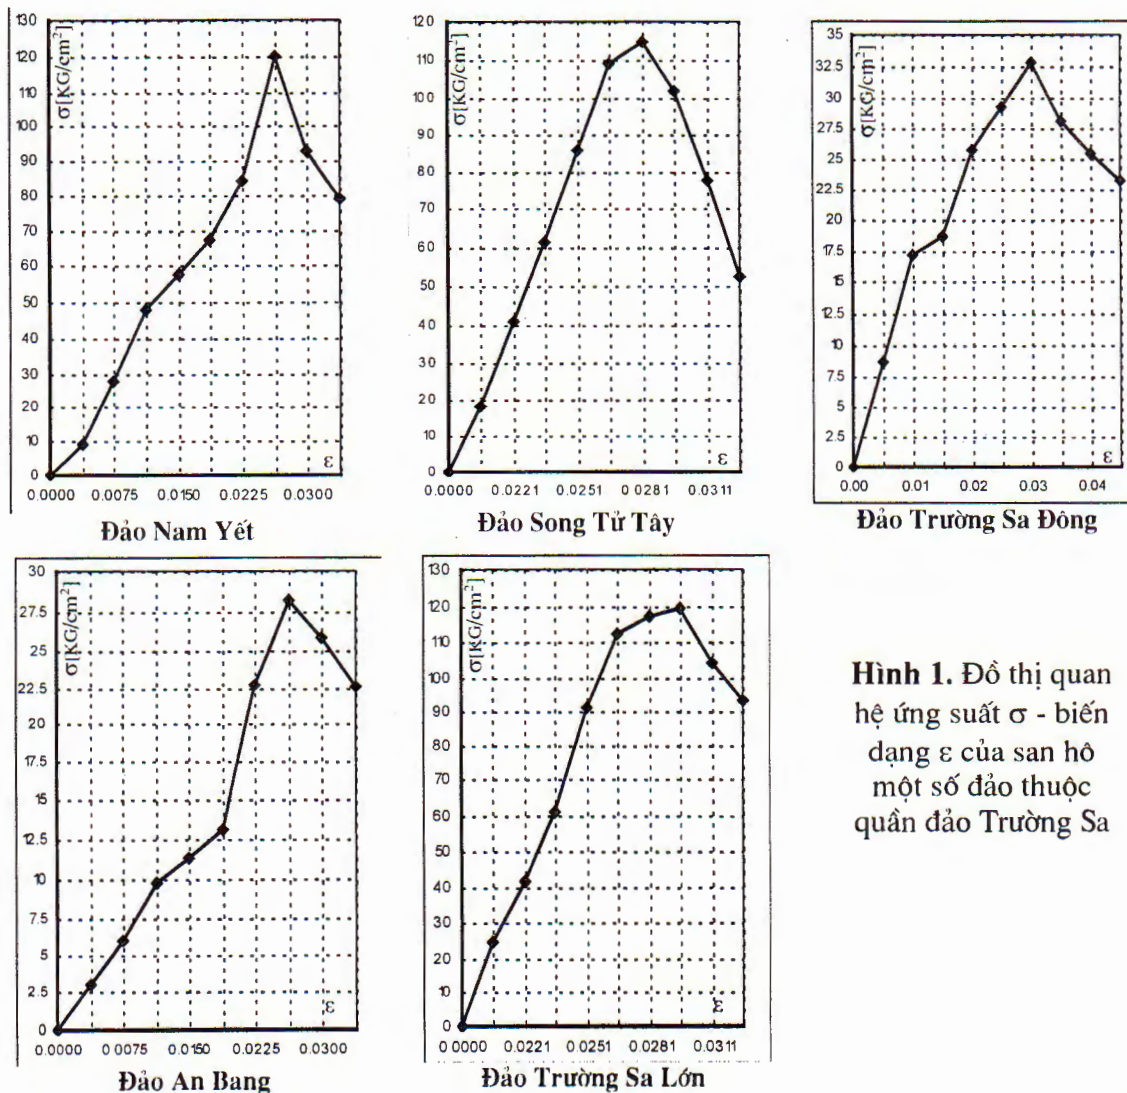 130
120
110
100
90
80
70
60
50
40
30
20
10
0
σ[KG/cm²]
ε
0.0000 0.0075 0.0150 0.0225 0.0300
Đảo Nam Yết
120
110
100
90
80
70
60
50
40
30
20
10
0
σ[KG/cm²]
ε
0.0000 0.0221 0.0251 0.0281 0.0311
Đảo Song Tử Tây
35
32.5
30
27.5
25
22.5
20
17.5
15
12.5
10
7.5
5
2.5
0
σ[KG/cm²]
ε
0.00 0.01 0.02 0.03 0.04
Đảo Trường Sa Đông
30
27.5
25
22.5
20
17.5
15
12.5
10
7.5
5
2.5
0
σ[KG/cm²]
ε
0.0000 0.0075 0.0150 0.0225 0.0300
Đảo An Bang
130
120
110
100
90
80
70
60
50
40
30
20
10
0
σ[KG/cm²]
ε
0.0000 0.0221 0.0251 0.0281 0.0311
Đảo Trường Sa Lớn
Hình 1. Đồ thị quan
hệ ứng suất σ - biến
dạng ε của san hô
một số đảo thuộc
quần đảo Trường Sa